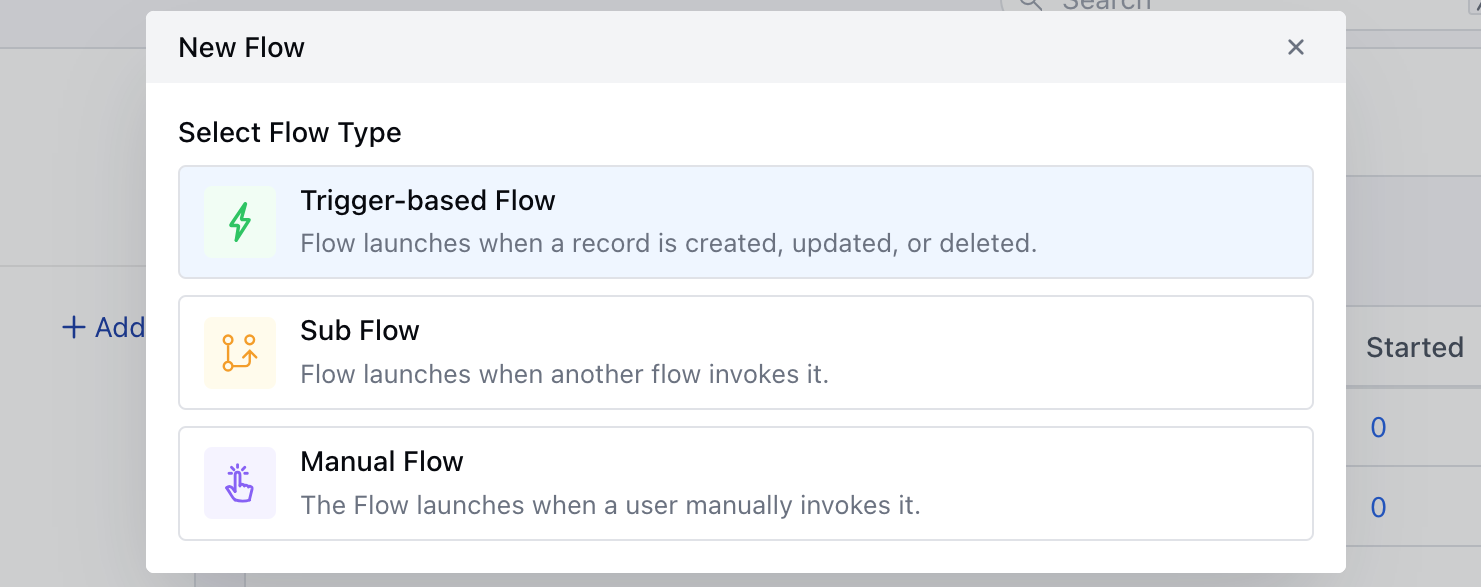 Search
New Flow
Select Flow Type
Trigger-based Flow
Flow launches when a record is created, updated, or deleted.
Sub Flow
Flow launches when another flow invokes it.
+ Add
Started
Manual Flow
The Flow launches when a user manually invokes it.
0
0